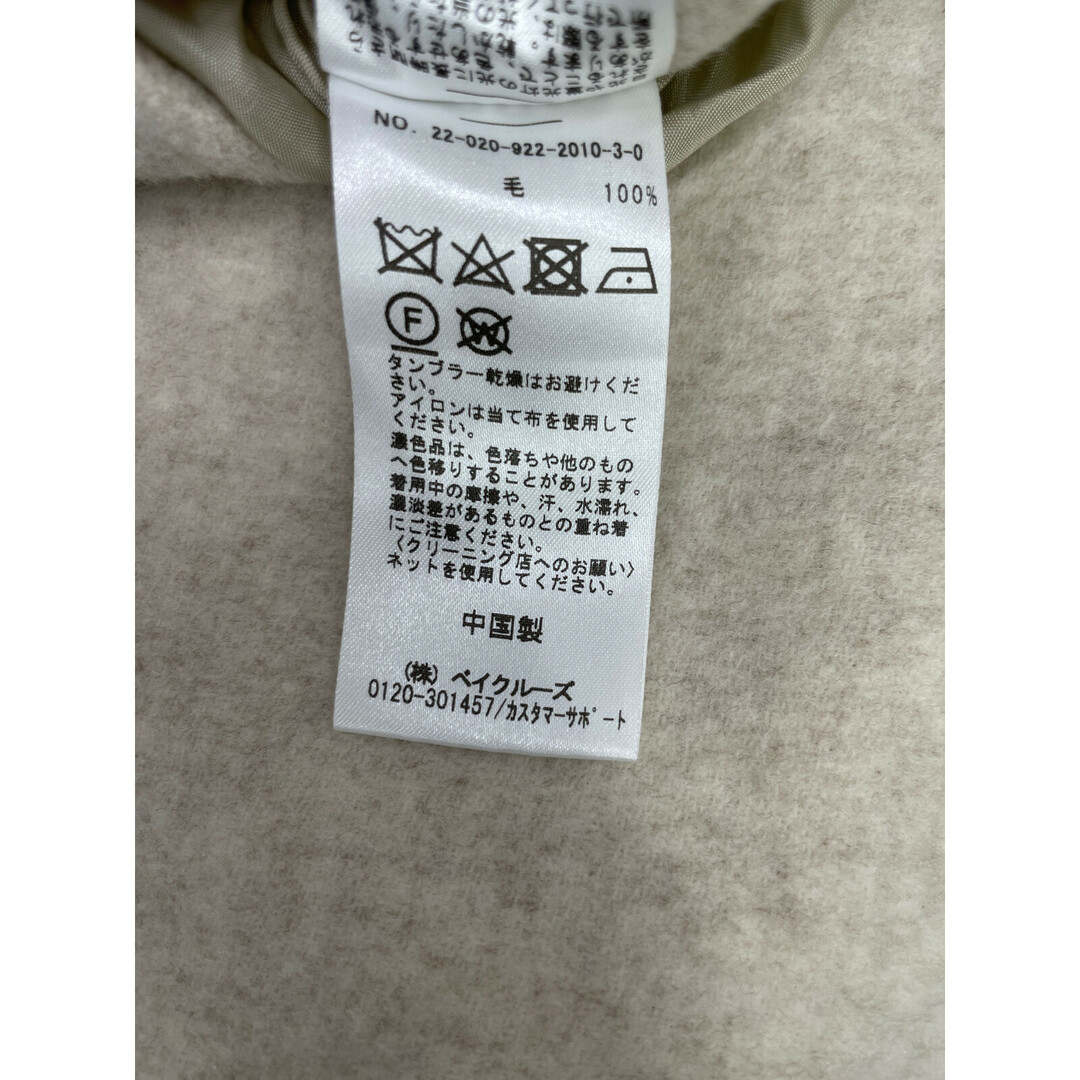 NO. 22-020-922-2010-3-0
毛 100%
F
W
タンブラー乾燥はお避けくだ
さい。
アイロンは当て布を使用して
ください。
濃色品は、色落ちや他のもの
へ色移りすることがあります。
着用中の摩擦や、汗、水濡れ、
濃淡差があるものとの重ね着
にご注意ください。
〈クリーニング店へのお願い〉
ネットを使用してください。
中国製
(株) ベイクルーズ
0120-301457/カスタマーサポート